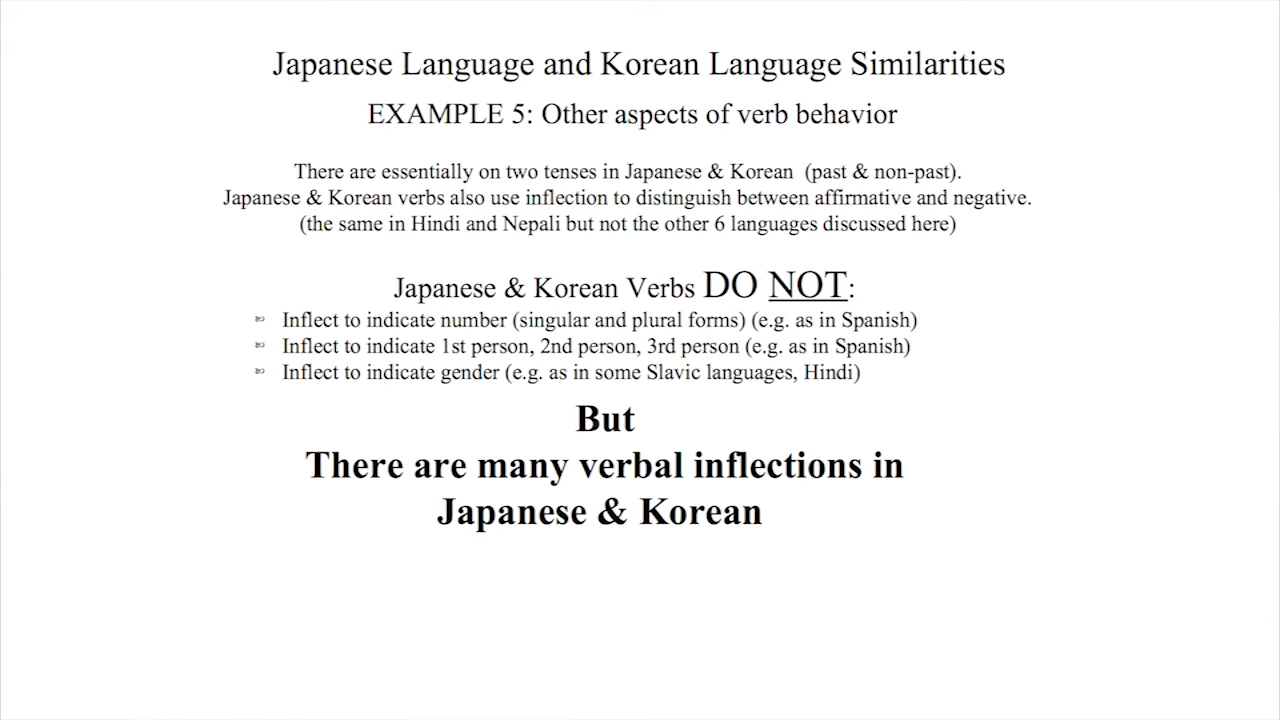 Japanese Language and Korean Language Similarities
EXAMPLE 5: Other aspects of verb behavior
There are essentially on two tenses in Japanese & Korean (past & non-past).
Japanese & Korean verbs also use inflection to distinguish between affirmative and negative.
(the same in Hindi and Nepali but not the other 6 languages discussed here)
Japanese & Korean Verbs DO NOT:
Inflect to indicate number (singular and plural forms) (e.g. as in Spanish)
Inflect to indicate 1st person, 2nd person, 3rd person (e.g. as in Spanish)
Inflect to indicate gender (e.g. as in some Slavic languages, Hindi)
But
There are many verbal inflections in
Japanese & Korean